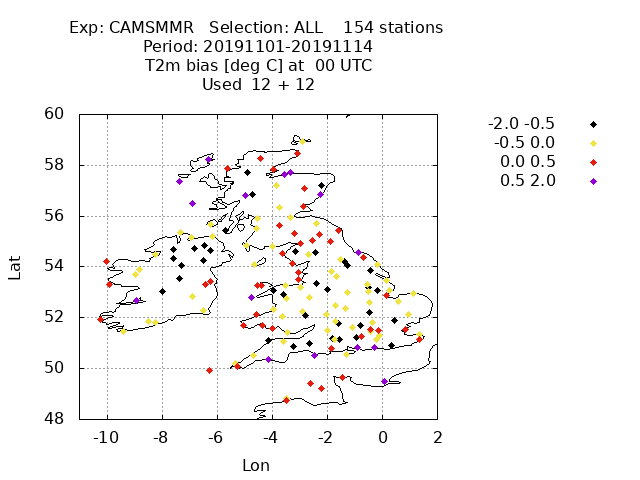 Exp: CAMSMMR Selection: ALL 154 stations
Period: 20191101-20191114
T2m bias [deg C] at 00 UTC
Used 12 + 12
-2.0 -0.5
-0.5 0.0
0.0 0.5
0.5 2.0
60
58
56
54
52
50
48
Lat
-10 -8 -6 -4 -2 0 2
Lon